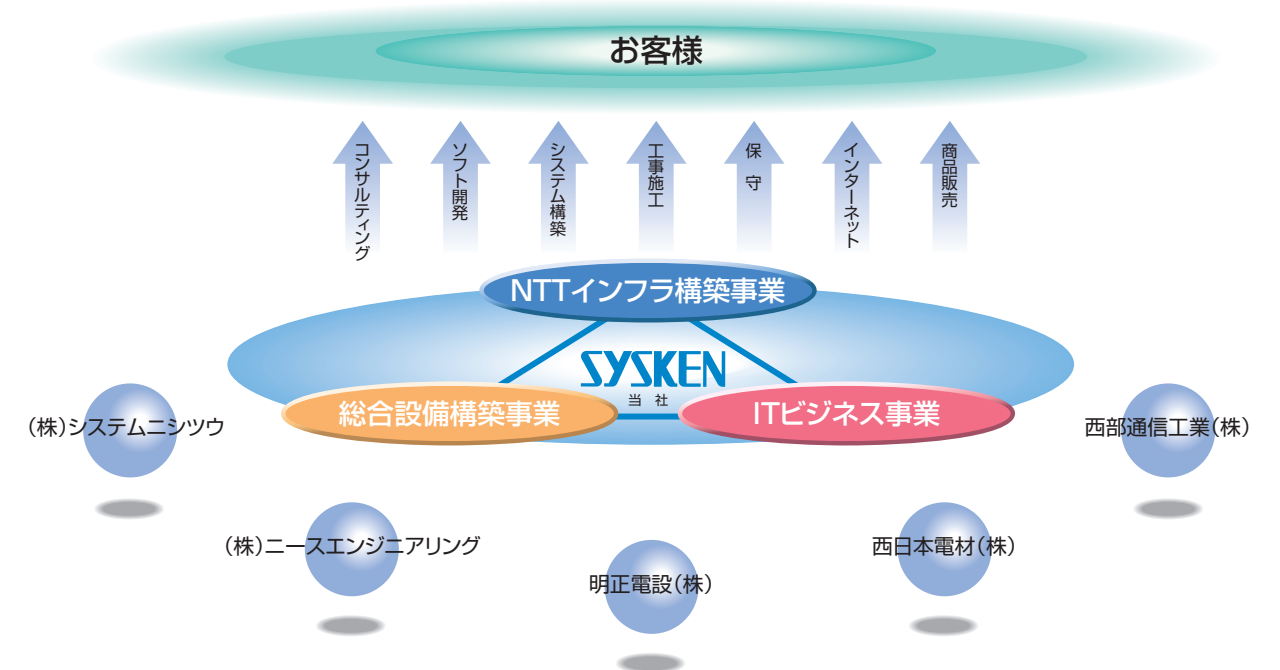 お客様
コンサルティング
ソフト開発
システム構築
工事施工
保守
インターネット
商品販売
NTTインフラ構築事業
SYSKEN
当社
総合設備構築事業
ITビジネス事業
(株)システムニシツウ
西部通信工業(株)
(株)ニースエンジニアリング
西日本電材(株)
明正電設(株)